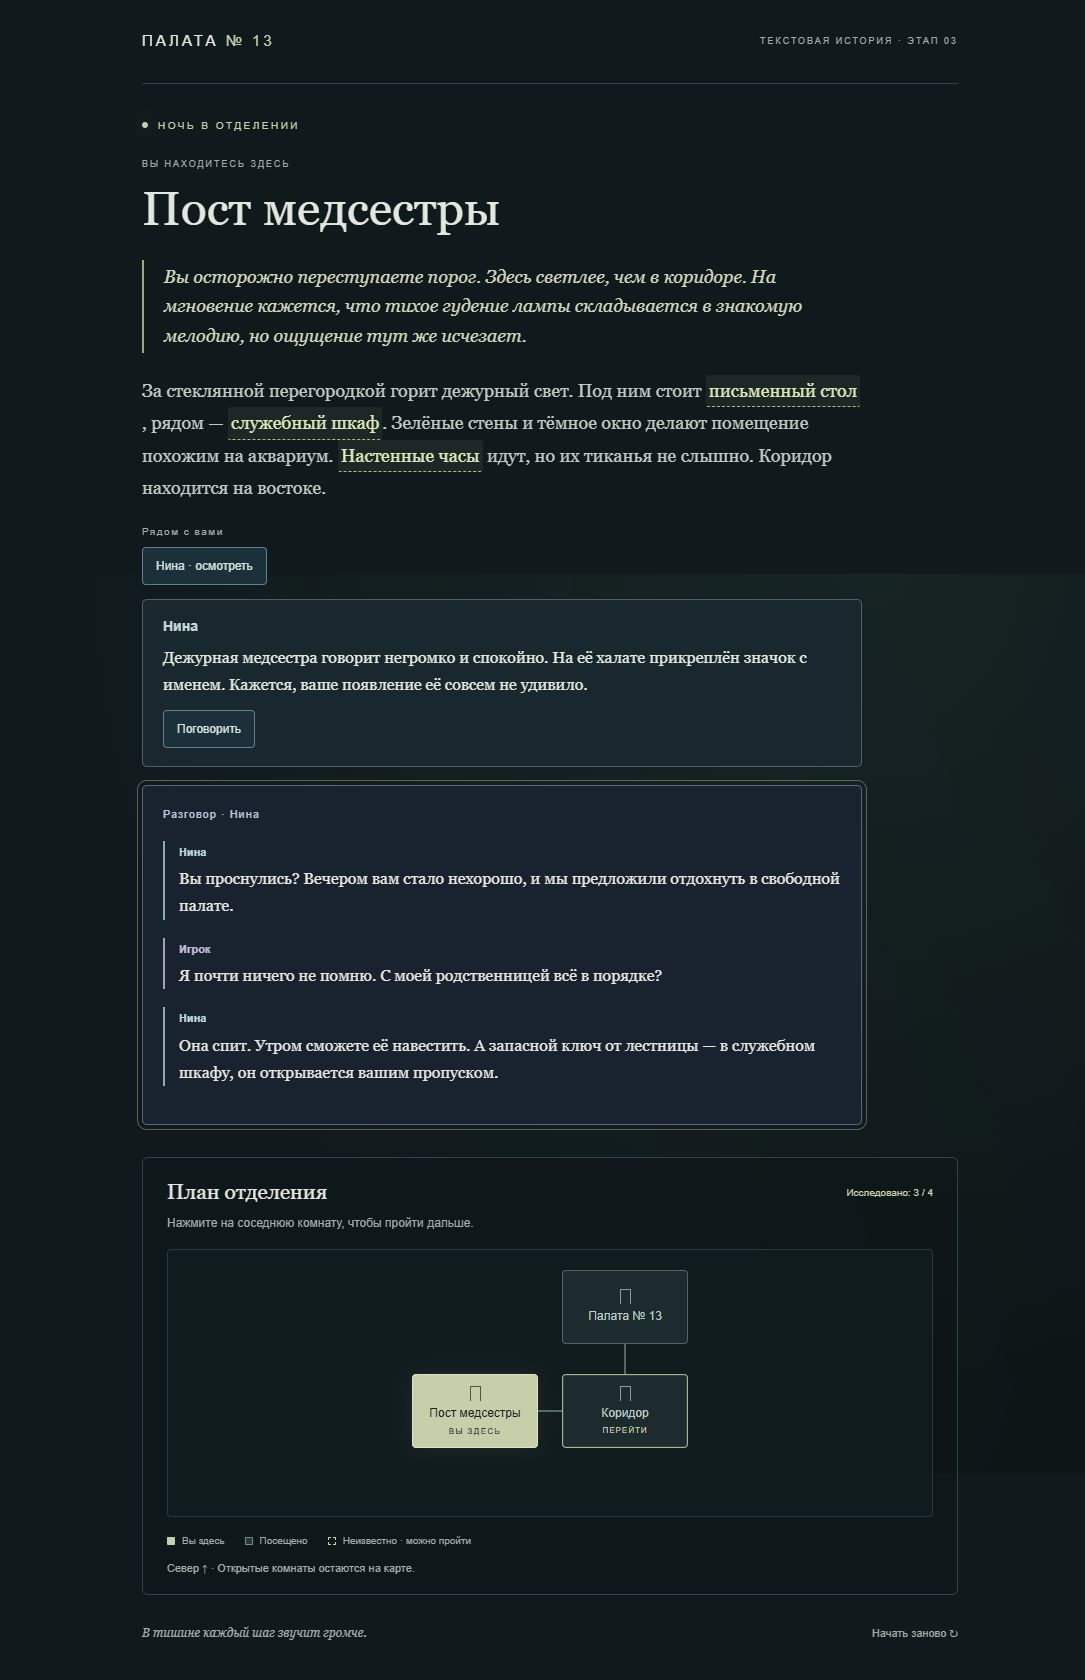 ПАЛАТА № 13
ТЕКСТОВАЯ ИСТОРИЯ · ЭТАП 03
НОЧЬ В ОТДЕЛЕНИИ
ВЫ НАХОДИТЕСЬ ЗДЕСЬ
Пост медсестры
Вы осторожно переступаете порог. Здесь светлее, чем в коридоре. На
мгновение кажется, что тихое гудение лампы складывается в знакомую
мелодию, но ощущение тут же исчезает.
За стеклянной перегородкой горит дежурный свет. Под ним стоит письменный стол
, рядом — служебный шкаф. Зелёные стены и тёмное окно делают помещение
похожим на аквариум. Настенные часы идут, но их тиканья не слышно. Коридор
находится на востоке.
Рядом с вами
Нина · осмотреть
Нина
Дежурная медсестра говорит негромко и спокойно. На её халате прикреплён значок с
именем. Кажется, ваше появление её совсем не удивило.
Поговорить
Разговор · Нина
Нина
Вы проснулись? Вечером вам стало нехорошо, и мы предложили отдохнуть в свободной
палате.
Игрок
Я почти ничего не помню. С моей родственницей всё в порядке?
Нина
Она спит. Утром сможете её навестить. А запасной ключ от лестницы — в служебном
шкафу, он открывается вашим пропуском.
План отделения
Исследовано: 3 / 4
Нажмите на соседнюю комнату, чтобы пройти дальше.
Палата № 13
Пост медсестры
ВЫ ЗДЕСЬ
Коридор
ПЕРЕЙТИ
Вы здесь
Посещено
Неизвестно · можно пройти
Север ↑ · Открытые комнаты остаются на карте.
В тишине каждый шаг звучит громче.
Начать заново ↻